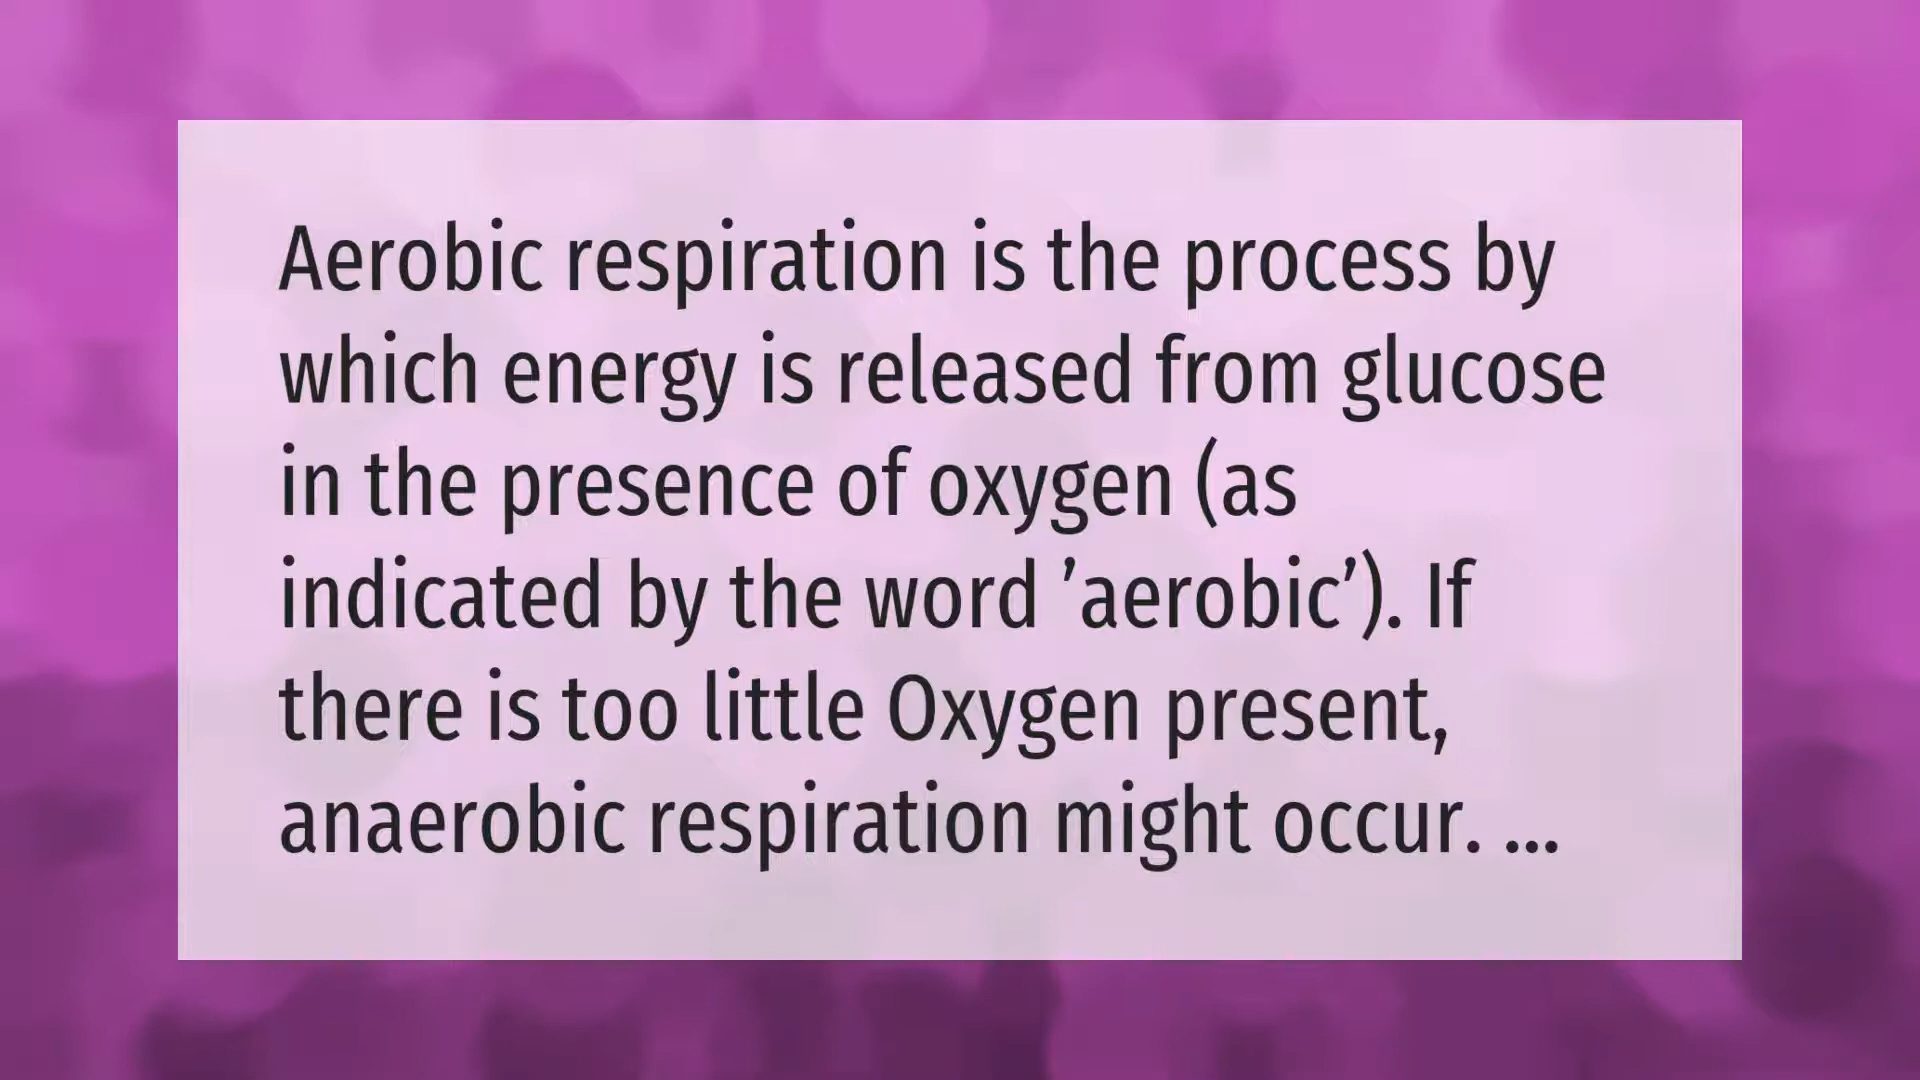 Aerobic respiration is the process by
which energy is released from glucose
in the presence of oxygen (as
indicated by the word ’aerobic’). If
there is too little Oxygen present,
anaerobic respiration might occur. ...